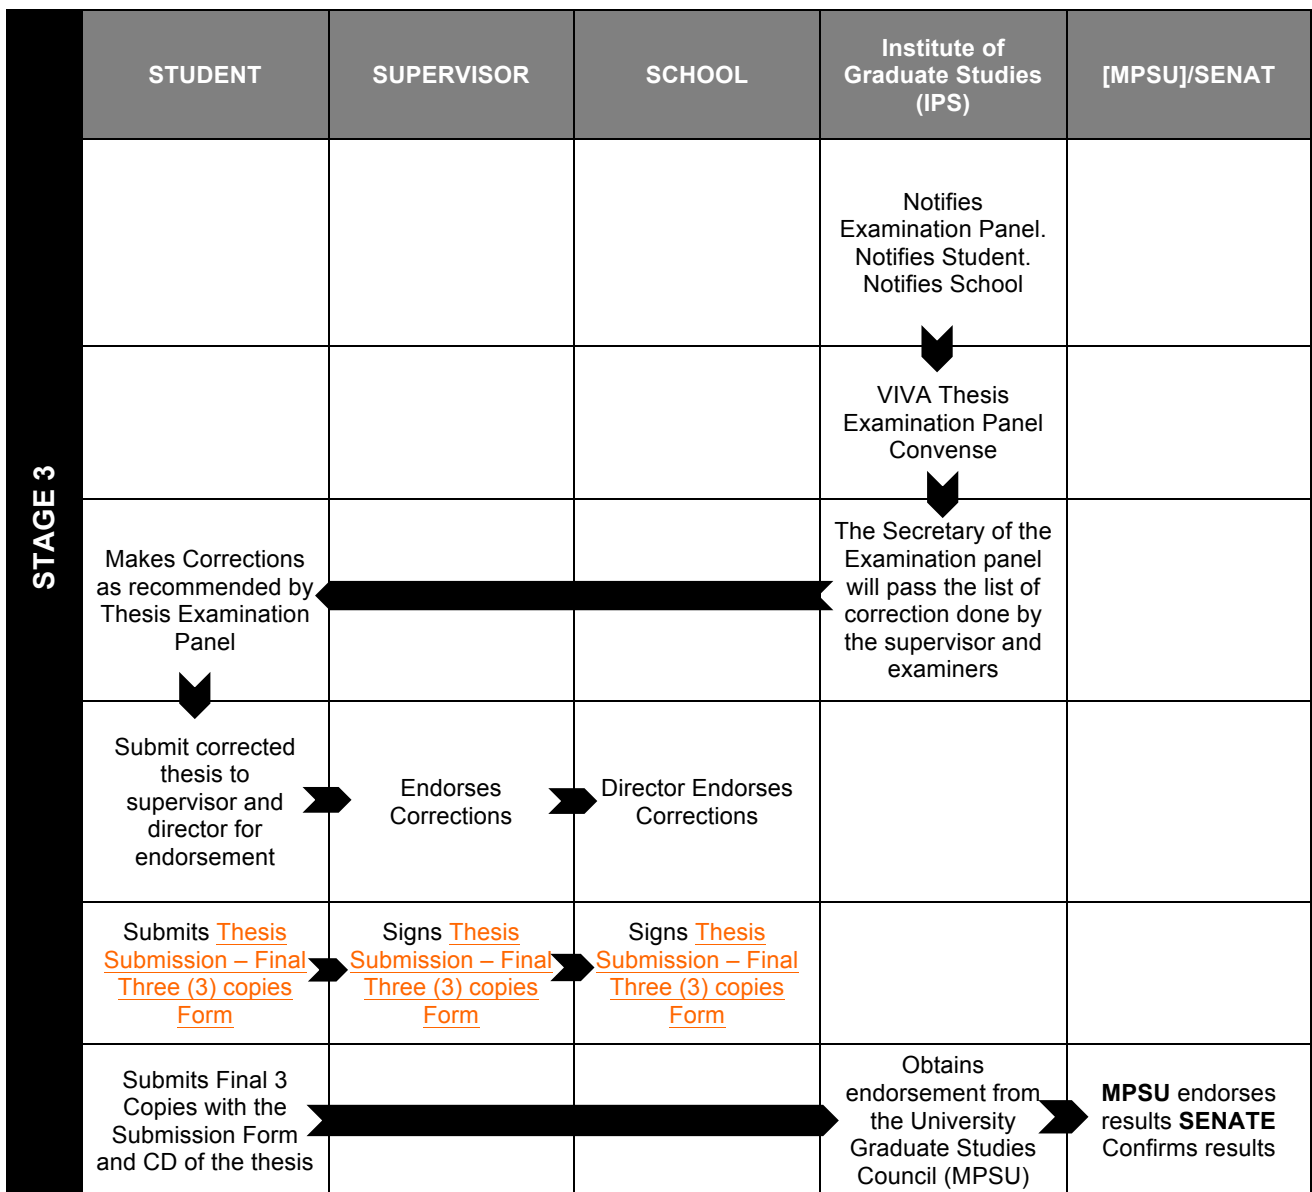 STAGE 3
STUDENT
SUPERVISOR
SCHOOL
Institute of
Graduate Studies
(IPS)
[MPSU]/SENAT
Notifies
Examination Panel.
Notifies Student.
Notifies School
VIVA Thesis
Examination Panel
Convense
Makes Corrections
as recommended by
Thesis Examination
Panel
The Secretary of the
Examination panel
will pass the list of
correction done by
the supervisor and
examiners
Submit corrected
thesis to
supervisor and
director for
endorsement
Endorses
Corrections
Director Endorses
Corrections
Submits Thesis
Submission – Final
Three (3) copies
Form
Signs Thesis
Submission – Final
Three (3) copies
Form
Signs Thesis
Submission – Final
Three (3) copies
Form
Submits Final 3
Copies with the
Submission Form
and CD of the thesis
Obtains
endorsement from
the University
Graduate Studies
Council (MPSU)
MPSU endorses
results SENATE
Confirms results